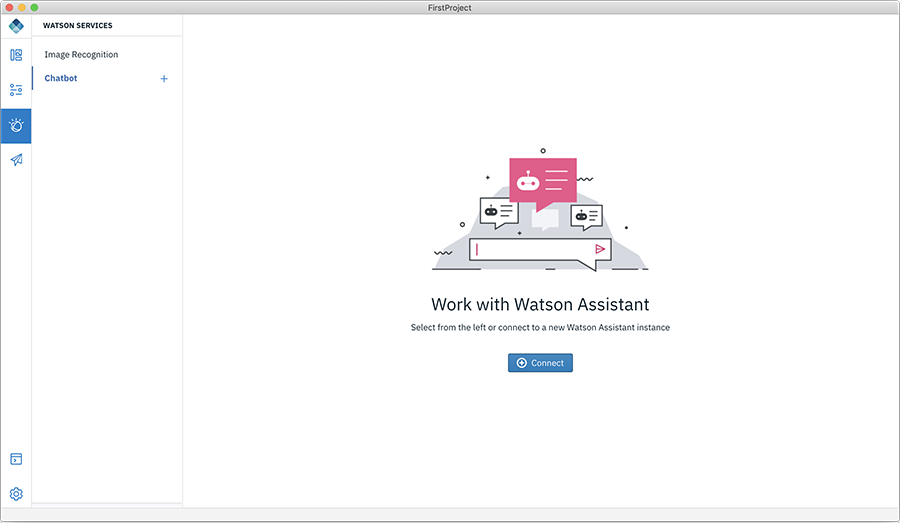 FirstProject
WATSON SERVICES
Image Recognition
Chatbot
Work with Watson Assistant
Select from the left or connect to a new Watson Assistant instance
Connect